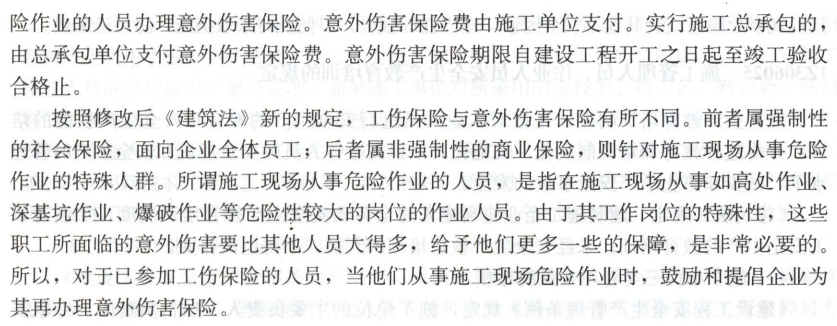 险作业的人员办理意外伤害保险。意外伤害保险费由施工单位支付。实行施工总承包的，
由总承包单位支付意外伤害保险费。意外伤害保险期限自建设工程开工之日起至竣工验收
合格止。
按照修改后《建筑法》新的规定，工伤保险与意外伤害保险有所不同。前者属强制性
的社会保险，面向企业全体员工；后者属非强制性的商业保险，则针对施工现场从事危险
作业的特殊人群。所谓施工现场从事危险作业的人员，是指在施工现场从事如高处作业、
深基坑作业、爆破作业等危险性较大的岗位的作业人员。由于其工作岗位的特殊性，这些
职工所面临的意外伤害要比其他人员大得多，给予他们更多一些的保障，是非常必要的。
所以，对于已参加工伤保险的人员，当他们从事施工现场危险作业时，鼓励和提倡企业为
其再办理意外伤害保险。